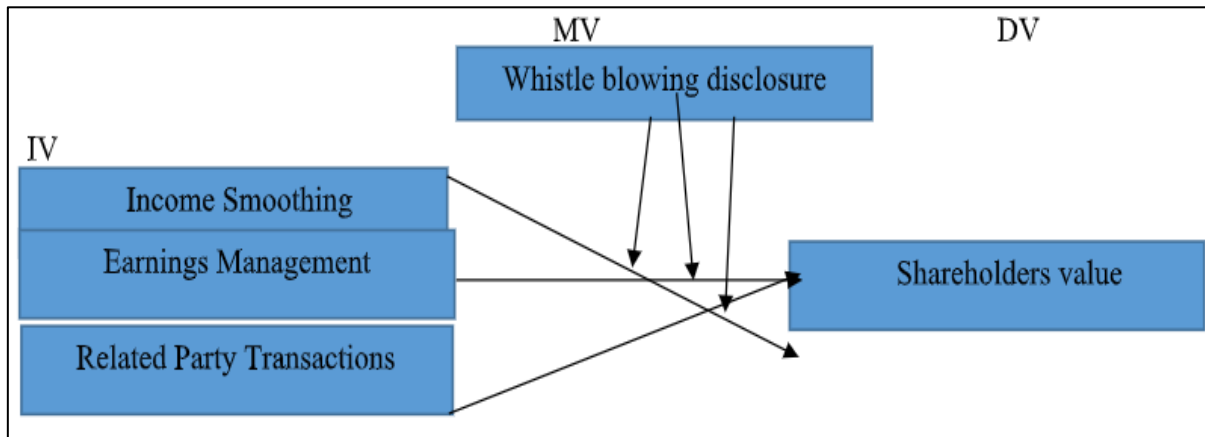 MV
DV
Whistle blowing disclosure
IV
Income Smoothing
Earnings Management
Shareholders value
Related Party Transactions